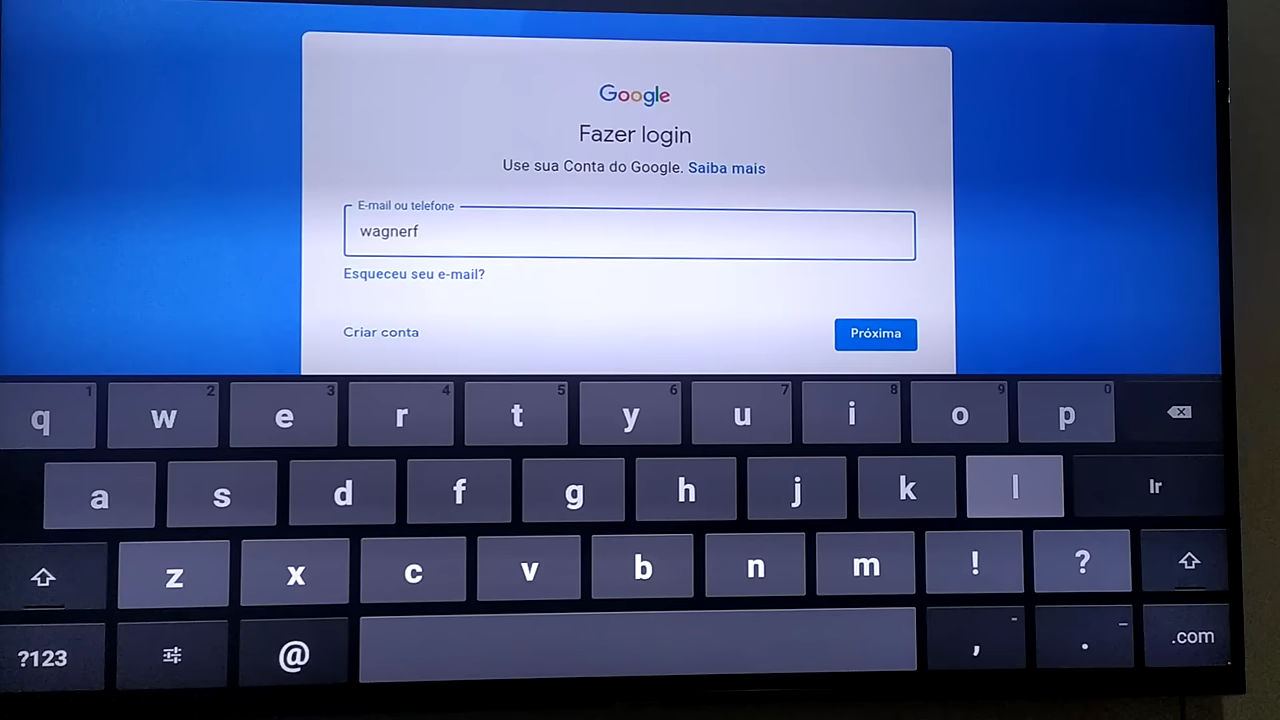 Google
Fazer login
Use sua Conta do Google. Saiba mais
E-mail ou telefone
wagnerf
Esqueceu seu e-mail?
Criar conta
Próxima
1 2 3 4 5 6 7 8 9 0
q w e r t y u i o p
a s d f g h j k l Ir
z x c v b n m ! ?
- _
?123 @ , . .com